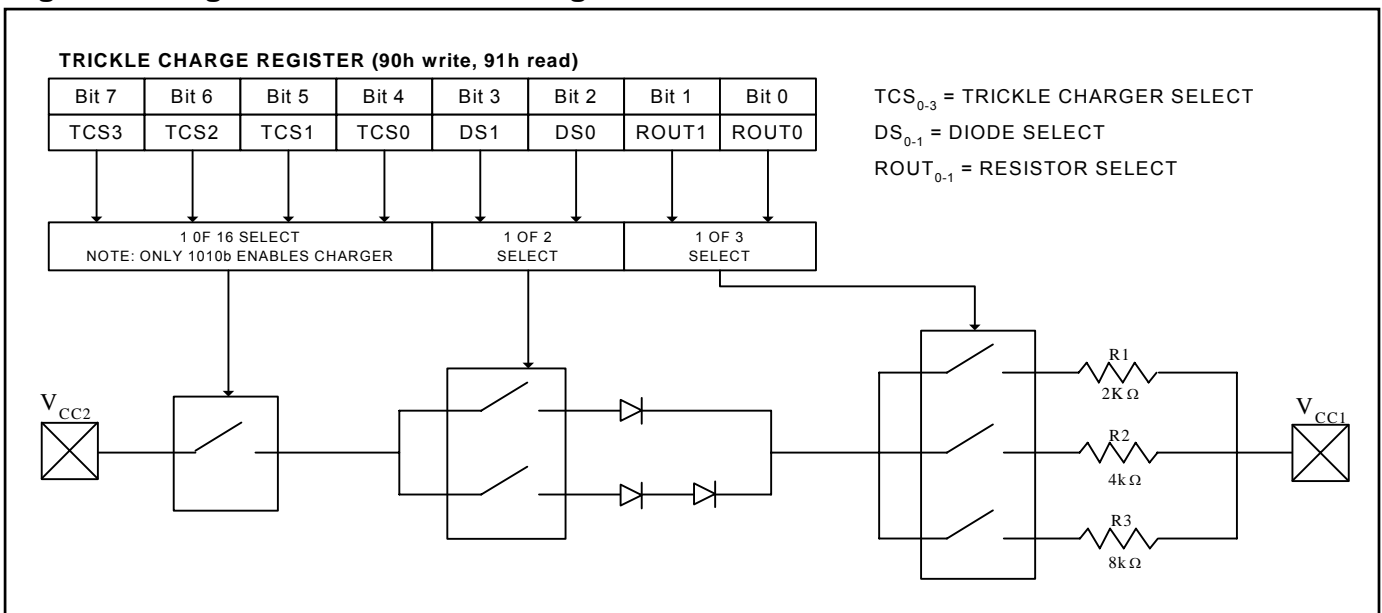 TRICKLE CHARGE REGISTER (90h write, 91h read)
Bit 7 Bit 6 Bit 5 Bit 4 Bit 3 Bit 2 Bit 1 Bit 0
TCS3 TCS2 TCS1 TCS0 DS1 DS0 ROUT1 ROUT0
TCS0-3 = TRICKLE CHARGER SELECT
DS0-1 = DIODE SELECT
ROUT0-1 = RESISTOR SELECT
1 0F 16 SELECT
NOTE: ONLY 1010b ENABLES CHARGER
1 OF 2
SELECT
1 OF 3
SELECT
VCC2
R1
2K Ω
R2
4k Ω
R3
8k Ω
VCC1